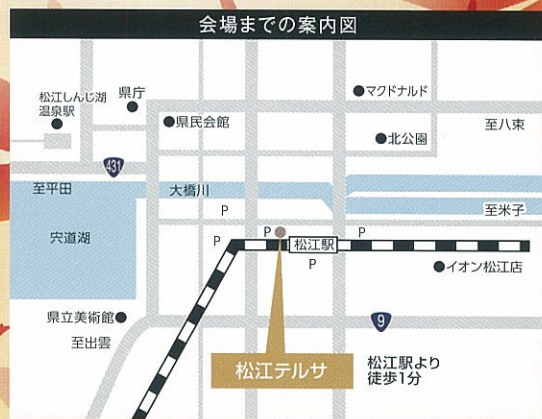 会場までの案内図
松江しんじ湖
温泉駅
県庁
マクドナルド
県民会館
北公園
至八束
431
至平田
大橋川
P
至米子
宍道湖
P
P
松江駅
P
P
イオン松江店
県立美術館
9
至出雲
松江テルサ
松江駅より
徒歩1分